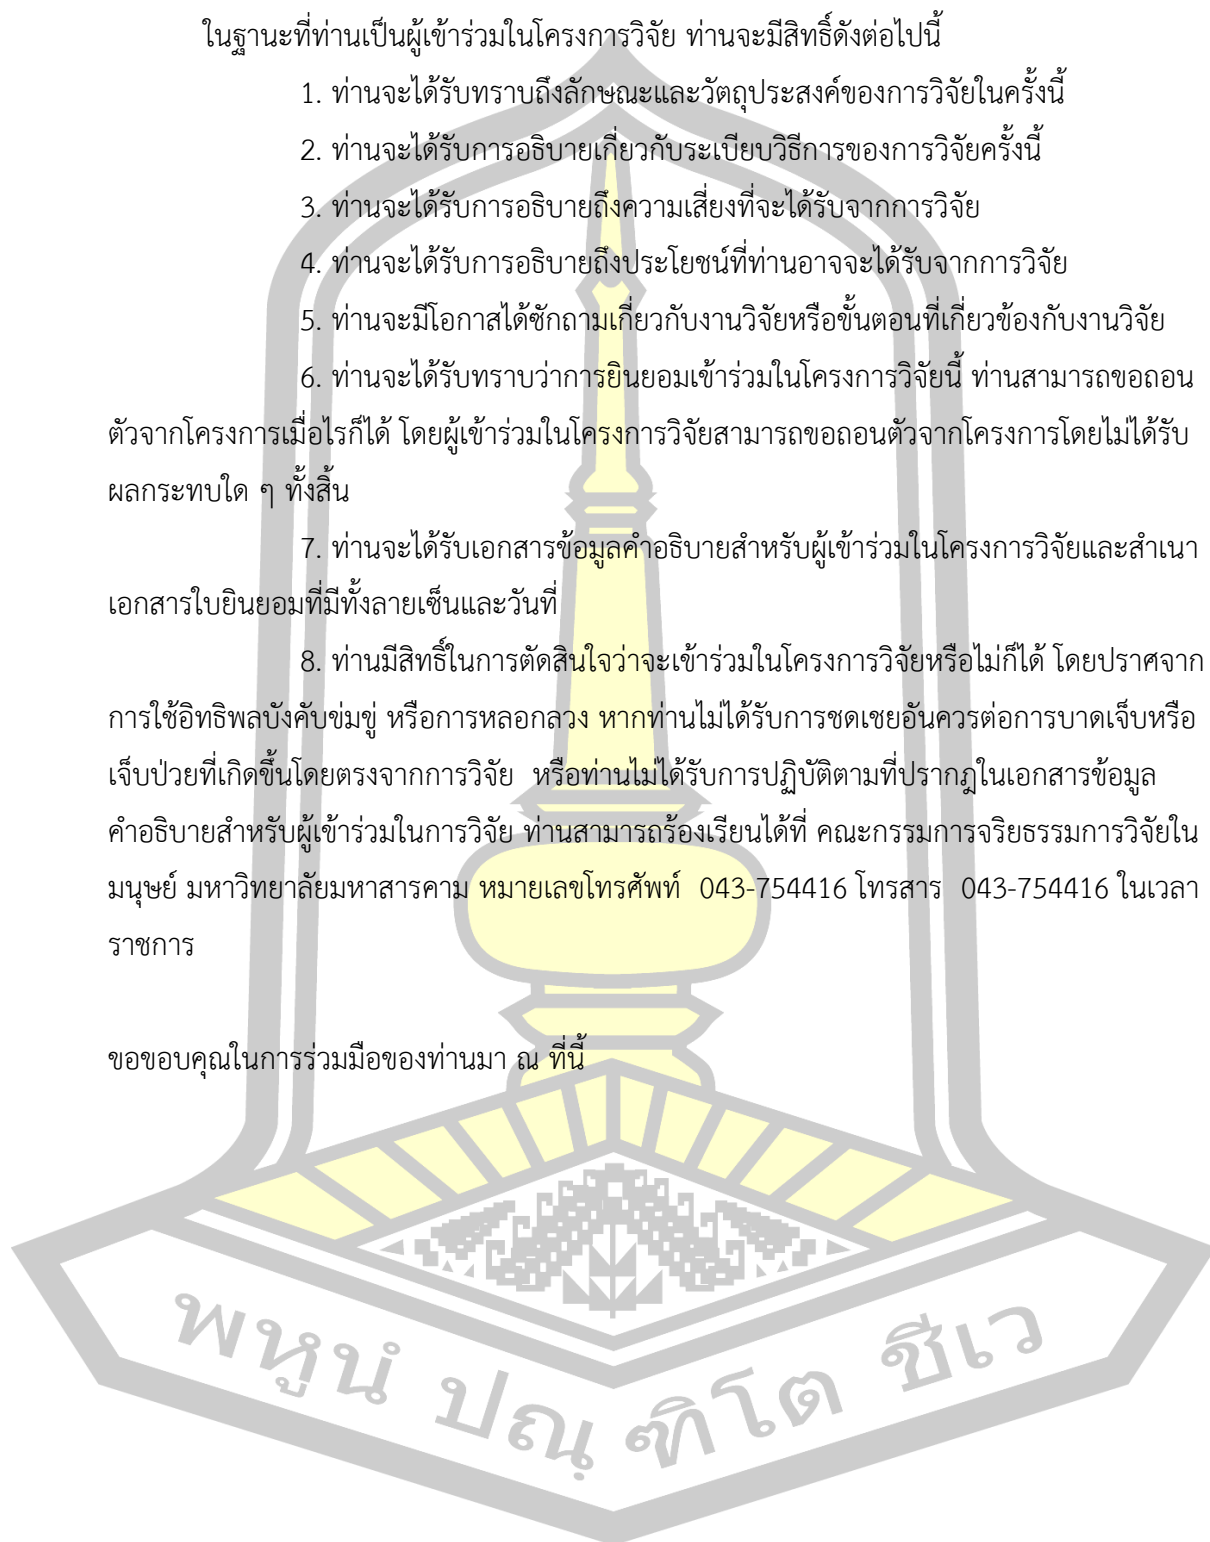 ในฐานะที่ท่านเป็นผู้เข้าร่วมในโครงการวิจัย ท่านจะมีสิทธิ์ดังต่อไปนี้
1. ท่านจะได้รับทราบถึงลักษณะและวัตถุประสงค์ของการวิจัยในครั้งนี้
2. ท่านจะได้รับการอธิบายเกี่ยวกับระเบียบวิธีการของการวิจัยครั้งนี้
3. ท่านจะได้รับการอธิบายถึงความเสี่ยงที่จะได้รับจากการวิจัย
4. ท่านจะได้รับการอธิบายถึงประโยชน์ที่ท่านอาจจะได้รับจากการวิจัย
5. ท่านจะมีโอกาสได้ซักถามเกี่ยวกับงานวิจัยหรือขั้นตอนที่เกี่ยวข้องกับงานวิจัย
6. ท่านจะได้รับทราบว่าการยินยอมเข้าร่วมในโครงการวิจัยนี้ ท่านสามารถขอถอน
ตัวจากโครงการเมื่อไรก็ได้ โดยผู้เข้าร่วมในโครงการวิจัยสามารถขอถอนตัวจากโครงการโดยไม่ได้รับ
ผลกระทบใด ๆ ทั้งสิ้น
7. ท่านจะได้รับเอกสารข้อมูลคำอธิบายสำหรับผู้เข้าร่วมในโครงการวิจัยและสำเนา
เอกสารใบยินยอมที่มีทั้งลายเซ็นและวันที่
8. ท่านมีสิทธิ์ในการตัดสินใจว่าจะเข้าร่วมในโครงการวิจัยหรือไม่ก็ได้ โดยปราศจาก
การใช้อิทธิพลบังคับข่มขู่ หรือการหลอกลวง หากท่านไม่ได้รับการชดเชยอันควรต่อการบาดเจ็บหรือ
เจ็บป่วยที่เกิดขึ้นโดยตรงจากการวิจัย หรือท่านไม่ได้รับการปฏิบัติตามที่ปรากฏในเอกสารข้อมูล
คำอธิบายสำหรับผู้เข้าร่วมในการวิจัย ท่านสามารถร้องเรียนได้ที่ คณะกรรมการจริยธรรมการวิจัยใน
มนุษย์ มหาวิทยาลัยมหาสารคาม หมายเลขโทรศัพท์ 043-754416 โทรสาร 043-754416 ในเวลา
ราชการ
ขอขอบคุณในการร่วมมือของท่านมา ณ ที่นี้
พหูนํ ปณฺฑิโต ชีเว